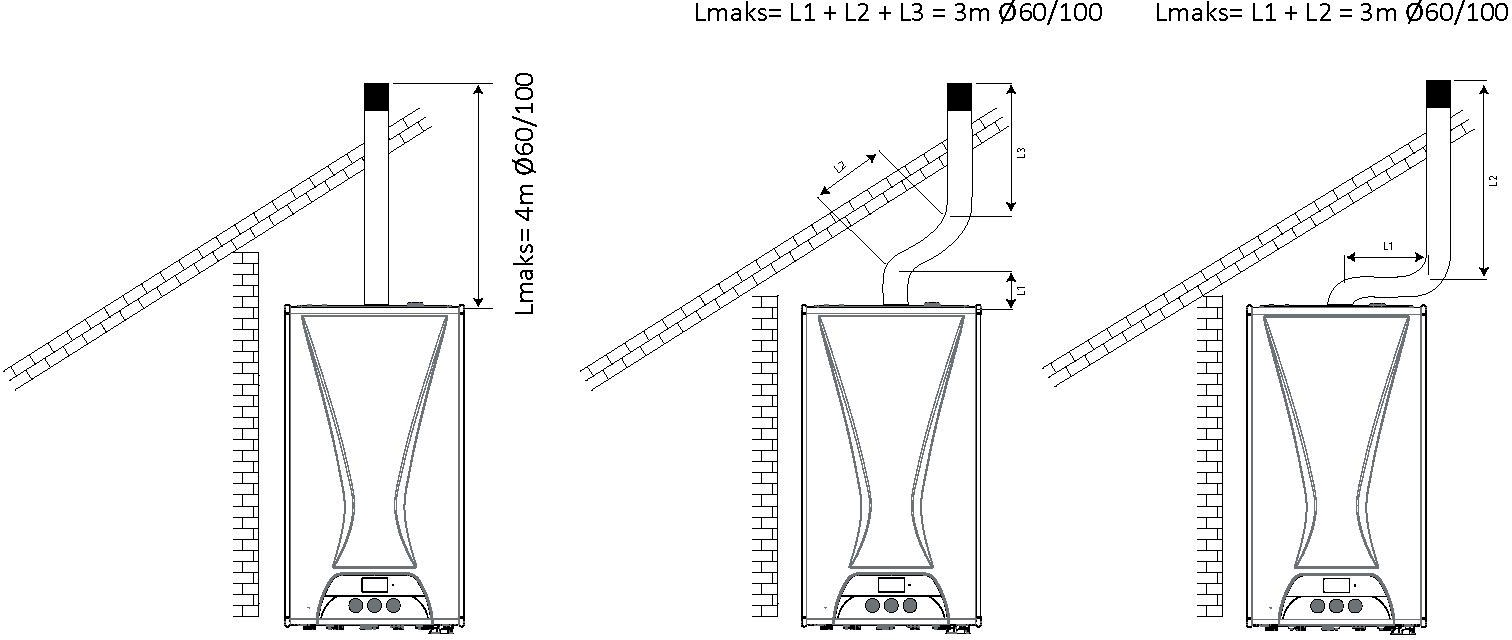 Lmaks= L1 + L2 + L3 = 3m Ø60/100
Lmaks= L1 + L2 = 3m Ø60/100
Lmaks= 4m Ø60/100
L2
L3
L1
L1
L2